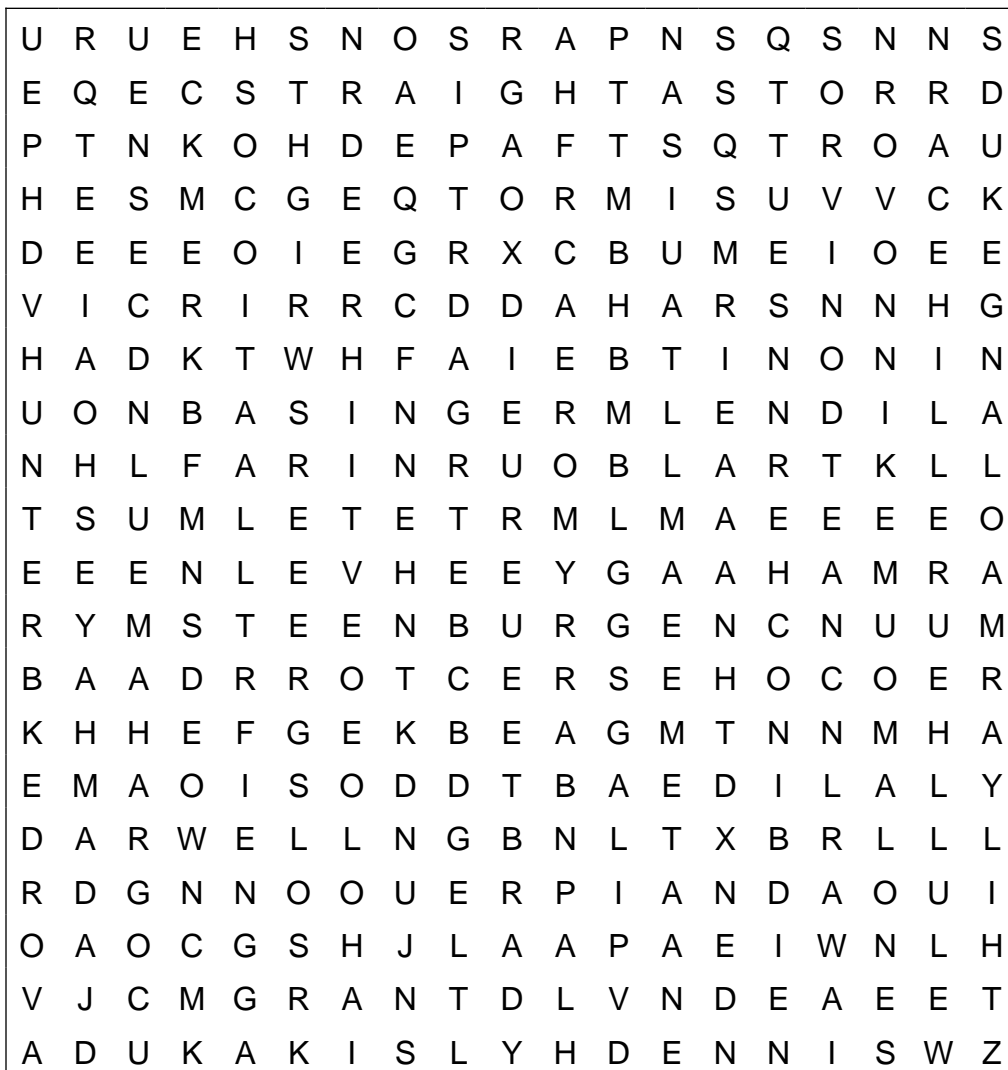 U R U E H S N O S R A P N S Q S N N S
E Q E C S T R A I G H T A S T O R R D
P T N K O H D E P A F T S Q T R O A U
H E S M C G E Q T O R M I S U V V C K
D E E E O I E G R X C B U M E I O E E
V I C R I R R C D D A H A R S N N H G
H A D K T W H F A I E B T I N O N I N
U O N B A S I N G E R M L E N D I L A
N H L F A R I N R U O B L A R T K L L
T S U M L E T E T R M L M A E E E E O
E E E N L E V H E E Y G A A H A M R A
R Y M S T E E N B U R G E N C N U U M
B A A D R R O T C E R S E H O C O E R
K H H E F G E K B E A G M T N N M H A
E M A O I S O D D T B A E D I L A L Y
D A R W E L L N G B N L T X B R L L L
R D G N N O O U E R P I A N D A O U I
O A O C G S H J L A A P A E I W N L H
V J C M G R A N T D L V N D E A E E T
A D U K A K I S L Y H D E N N I S W Z